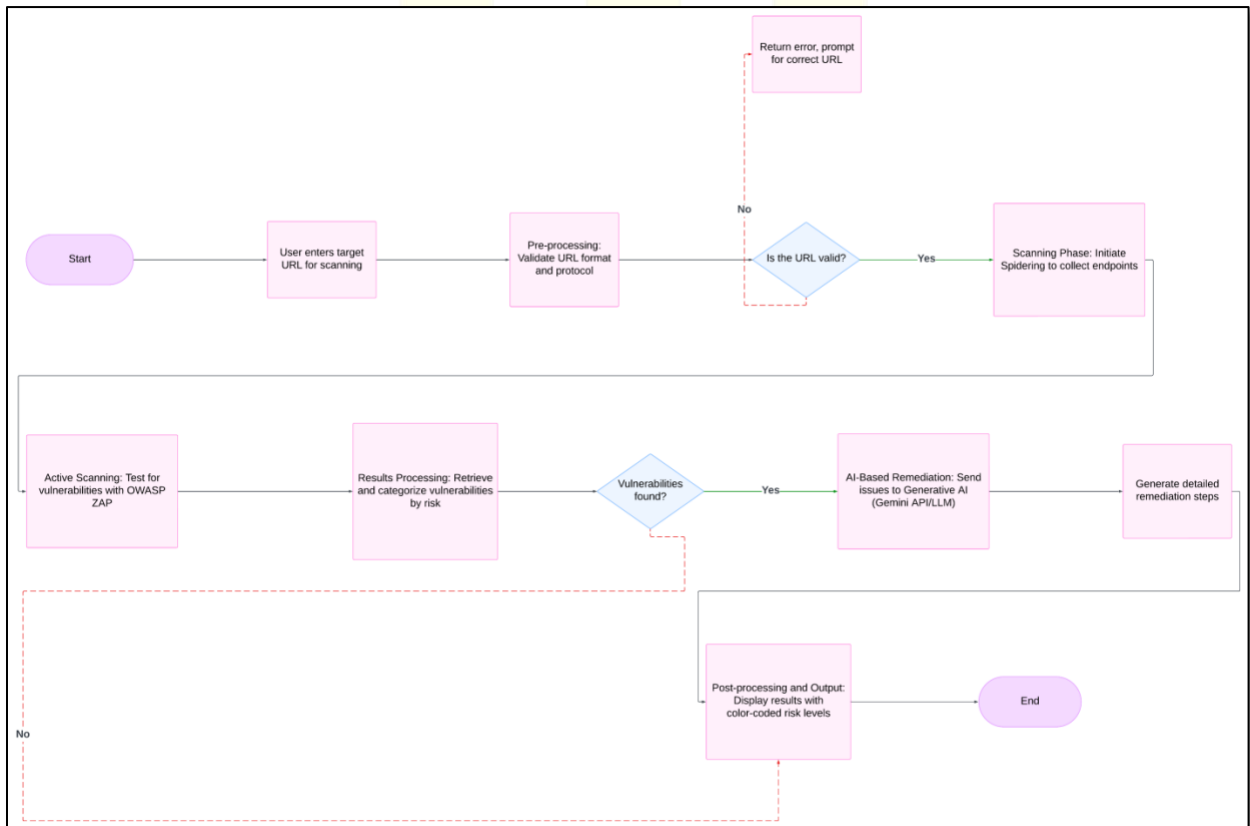 Return error, prompt
for correct URL
No
Start
User enters target
URL for scanning
Pre-processing:
Validate URL format
and protocol
Is the URL valid?
Yes
Scanning Phase: Initiate
Spidering to collect endpoints
Active Scanning: Test for
vulnerabilities with OWASP
ZAP
Results Processing: Retrieve
and categorize vulnerabilities
by risk
Vulnerabilities
found?
Yes
AI-Based Remediation: Send
issues to Generative AI
(Gemini API/LLM)
Generate detailed
remediation steps
No
Post-processing and Output:
Display results with
color-coded risk levels
End